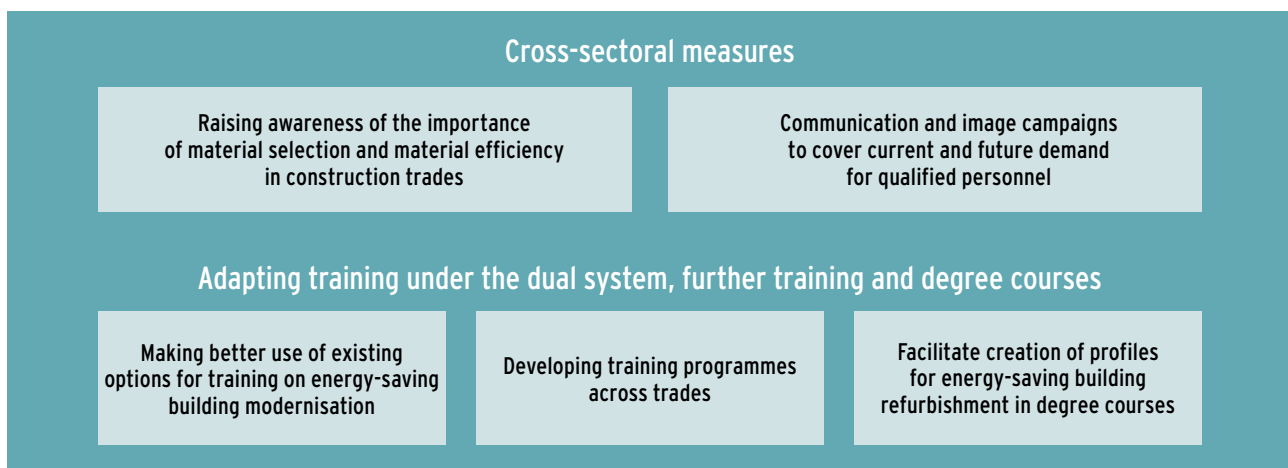 Cross-sectoral measures
Raising awareness of the importance
of material selection and material efficiency
in construction trades
Communication and image campaigns
to cover current and future demand
for qualified personnel
Adapting training under the dual system, further training and degree courses
Making better use of existing
options for training on energy-saving
building modernisation
Developing training programmes
across trades
Facilitate creation of profiles
for energy-saving building
refurbishment in degree courses